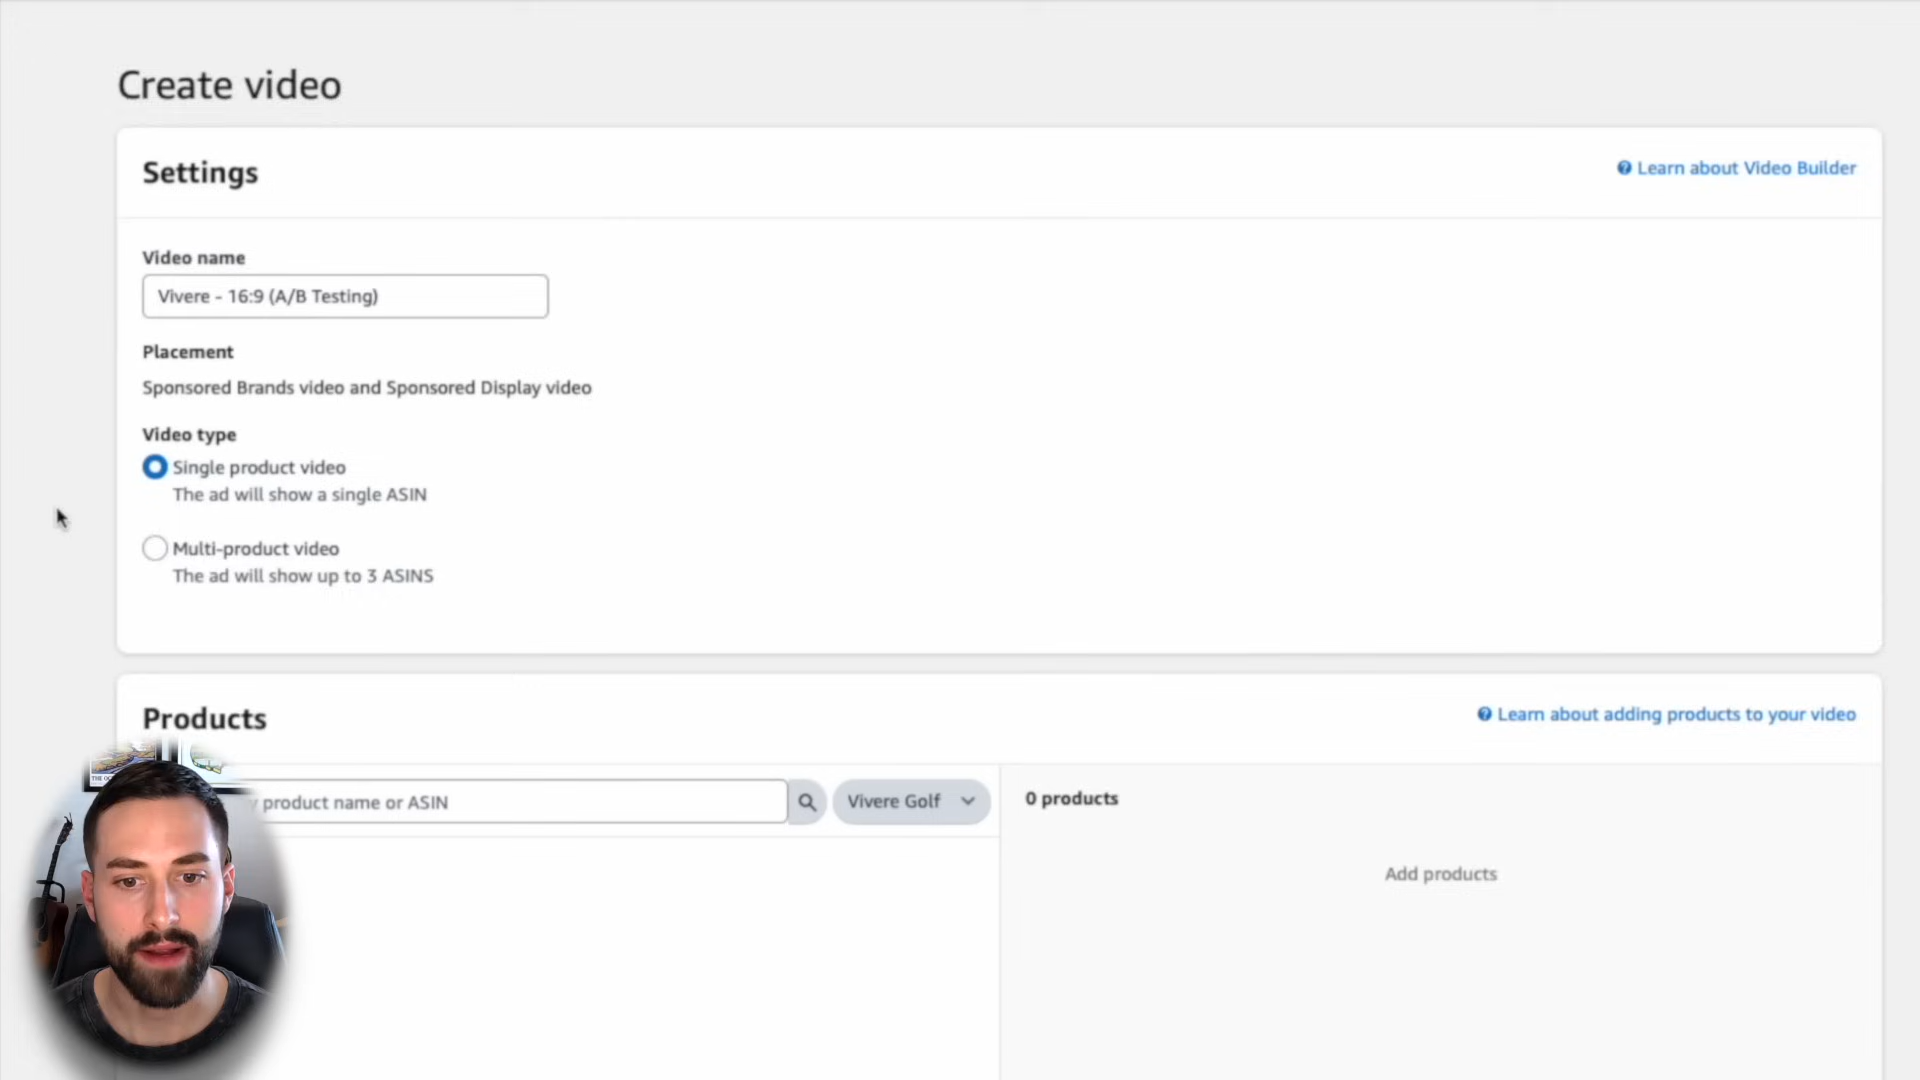 Create video
Settings
Learn about Video Builder
Video name
Vivere - 16:9 (A/B Testing)
Placement
Sponsored Brands video and Sponsored Display video
Video type
Single product video
The ad will show a single ASIN
Multi-product video
The ad will show up to 3 ASINS
Products
Learn about adding products to your video
product name or ASIN
Vivere Golf
0 products
Add products